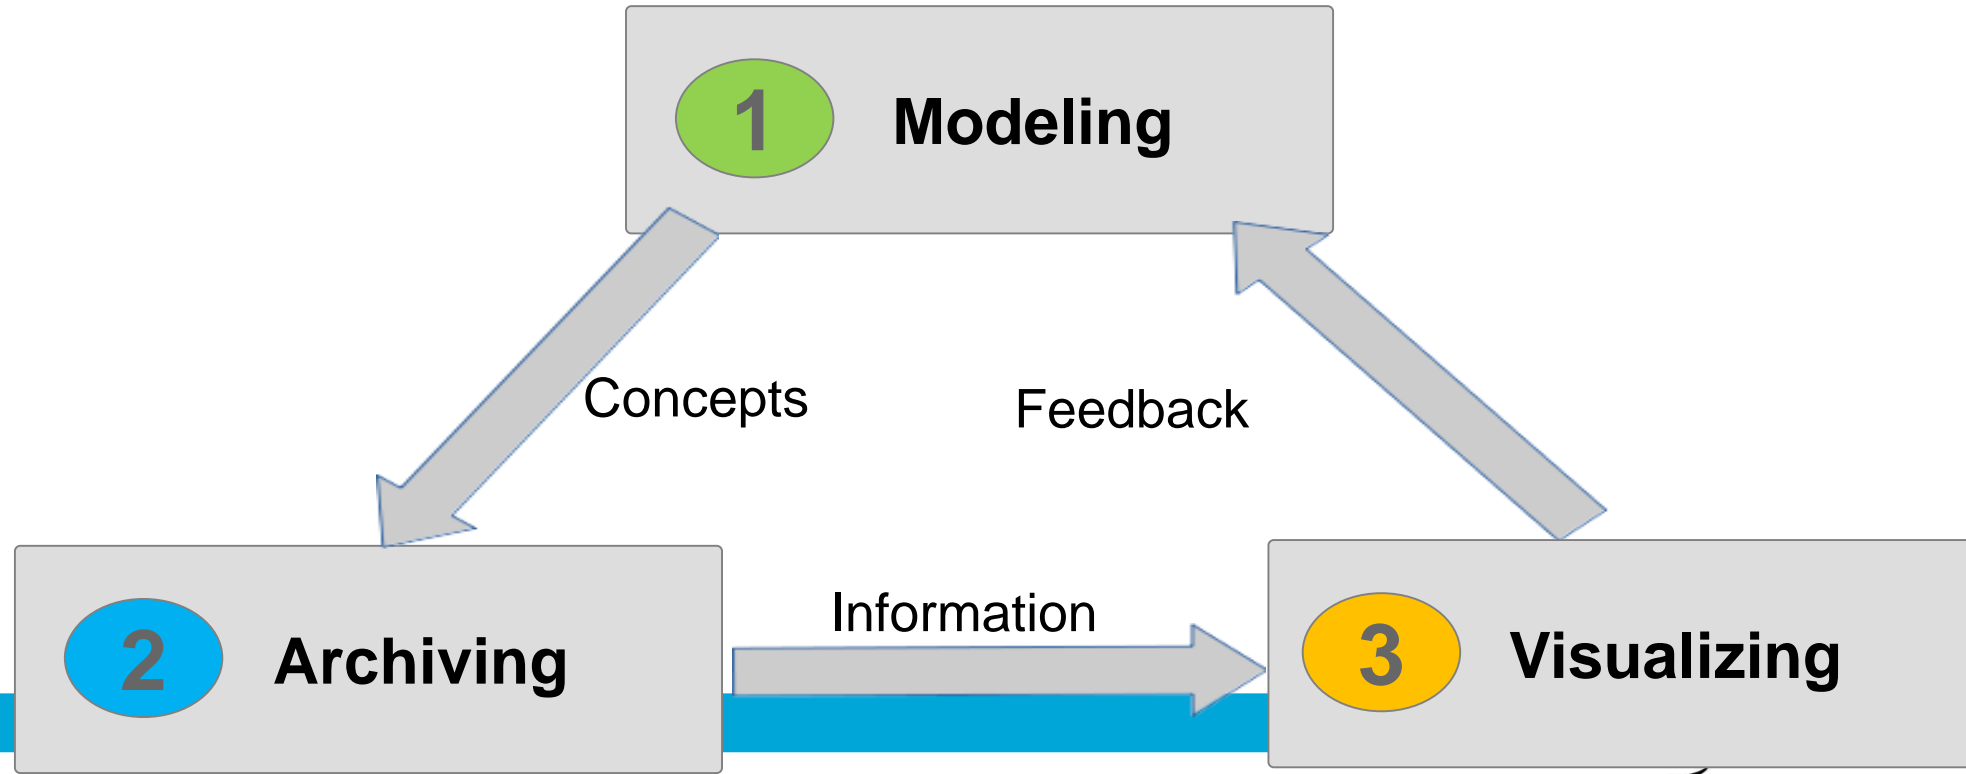 1 Modeling
Concepts
Feedback
Information
2 Archiving
3 Visualizing